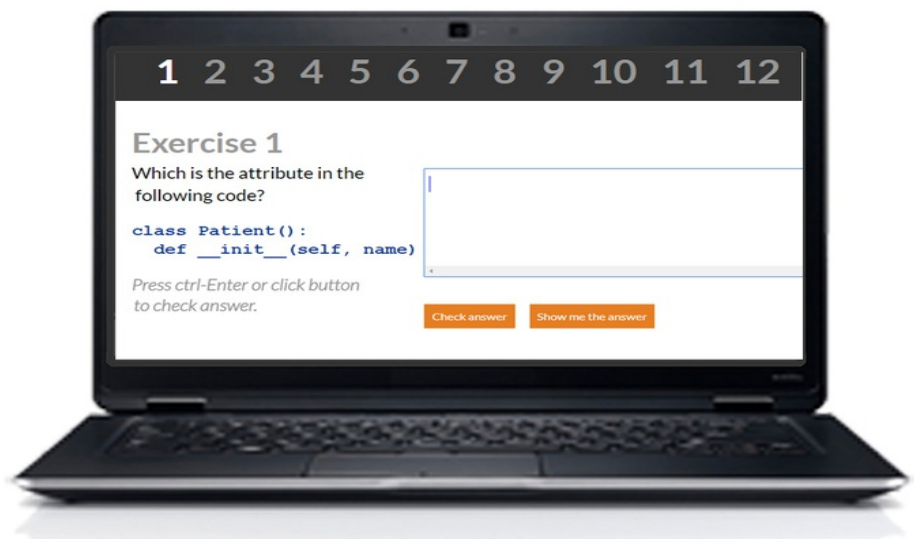 1 2 3 4 5 6 7 8 9 10 11 12
Exercise 1
Which is the attribute in the
following code?
class Patient():
def __init__(self, name)
Press ctrl-Enter or click button
to check answer.
Check answer Show me the answer